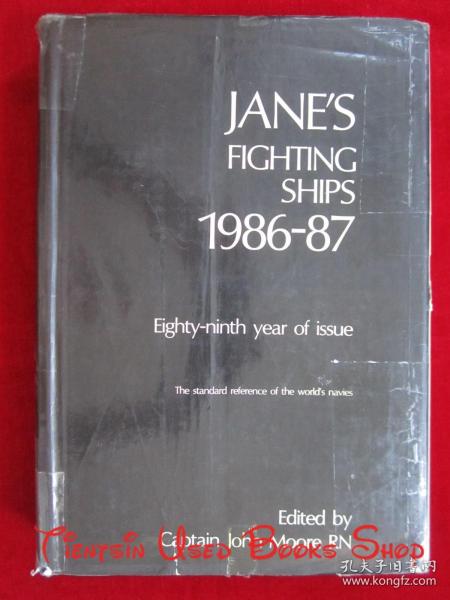 JANE'S
FIGHTING
SHIPS
1986-87
Eighty-ninth year of issue
The standard reference of the world's navies
Edited by
Captain John Moore RN
Tientsin Used Books Shop
孔夫子旧书网
www.kongfz.com